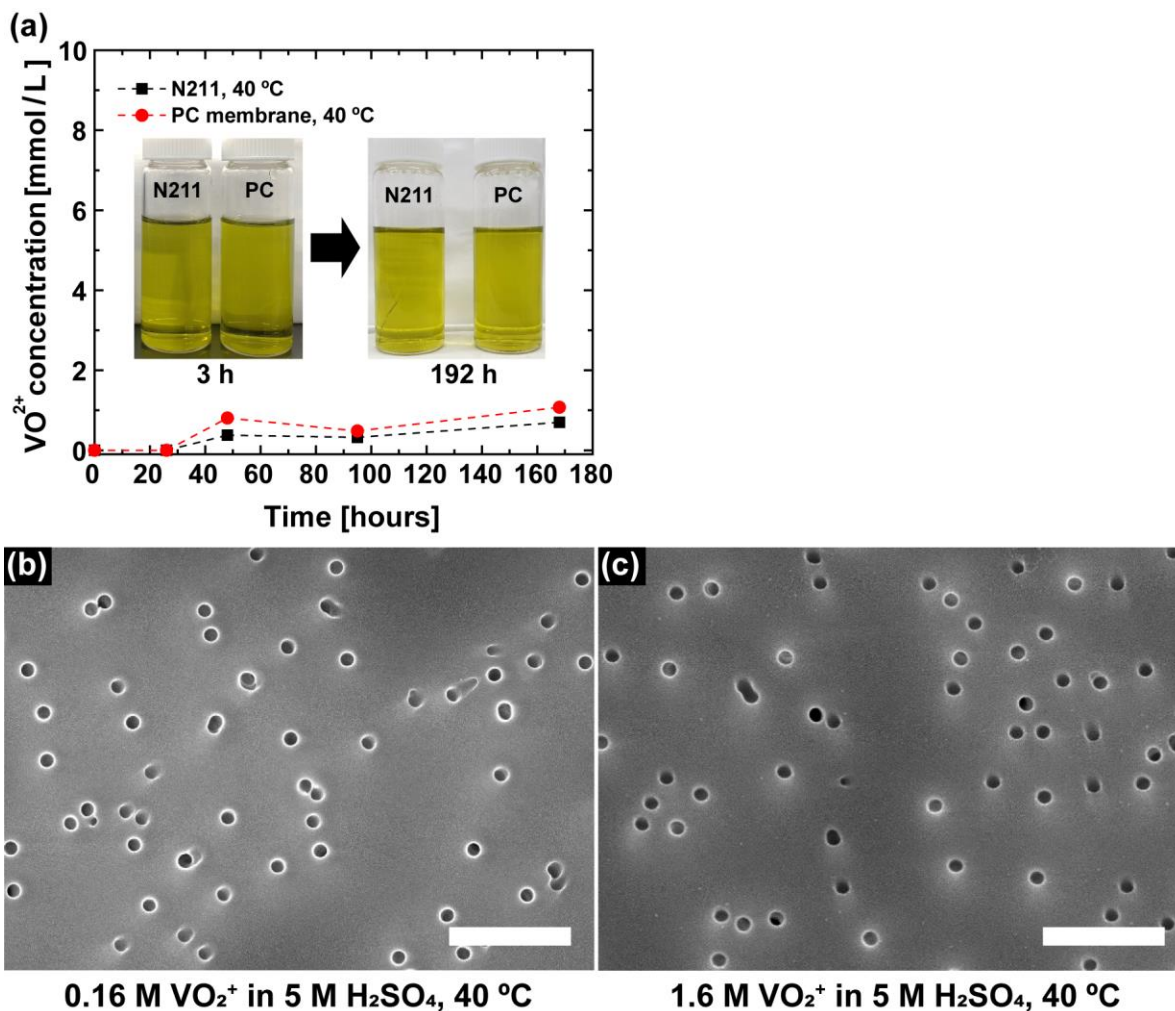 (a)
10
8
6
4
2
0
VO²⁺ concentration [mmol/L]
N211, 40 ºC
PC membrane, 40 ºC
N211 PC
N211 PC
3 h
192 h
0 20 40 60 80 100 120 140 160 180
Time [hours]
(b)
(c)
0.16 M VO₂⁺ in 5 M H₂SO₄, 40 ºC
1.6 M VO₂⁺ in 5 M H₂SO₄, 40 ºC